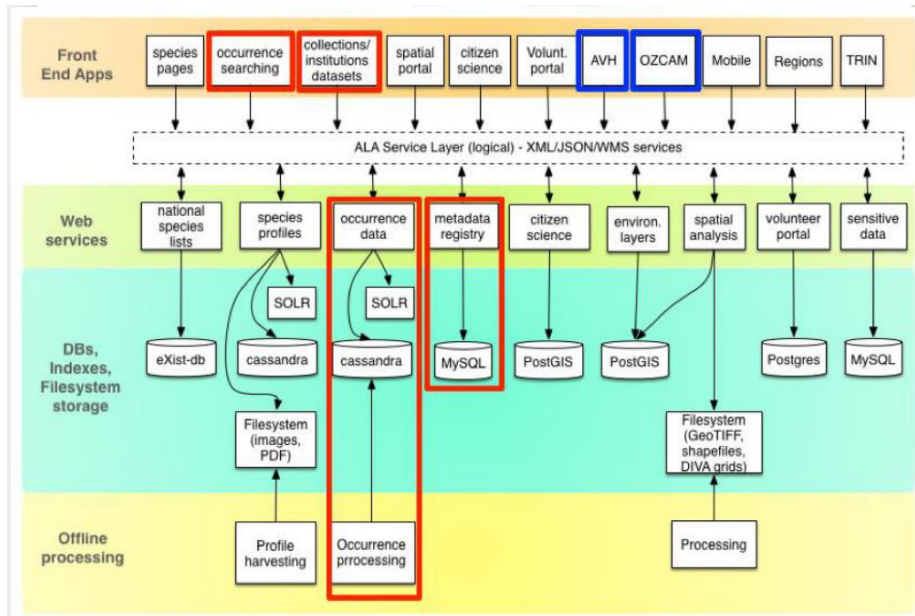 Front
End Apps
species
pages
occurrence
searching
collections/
institutions
datasets
spatial
portal
citizen
science
Volunt.
portal
AVH
OZCAM
Mobile
Regions
TRIN
ALA Service Layer (logical) - XML/JSON/WMS services
Web
services
national
species
lists
species
profiles
occurrence
data
metadata
registry
citizen
science
environ.
layers
spatial
analysis
volunteer
portal
sensitive
data
DBs,
Indexes,
Filesystem
storage
SOLR
SOLR
eXist-db
cassandra
cassandra
MySQL
PostGIS
PostGIS
Postgres
MySQL
Filesystem
(images,
PDF)
Filesystem
(GeoTIFF,
shapefiles,
DIVA grids)
Offline
processing
Profile
harvesting
Occurrence
prrocessing
Processing